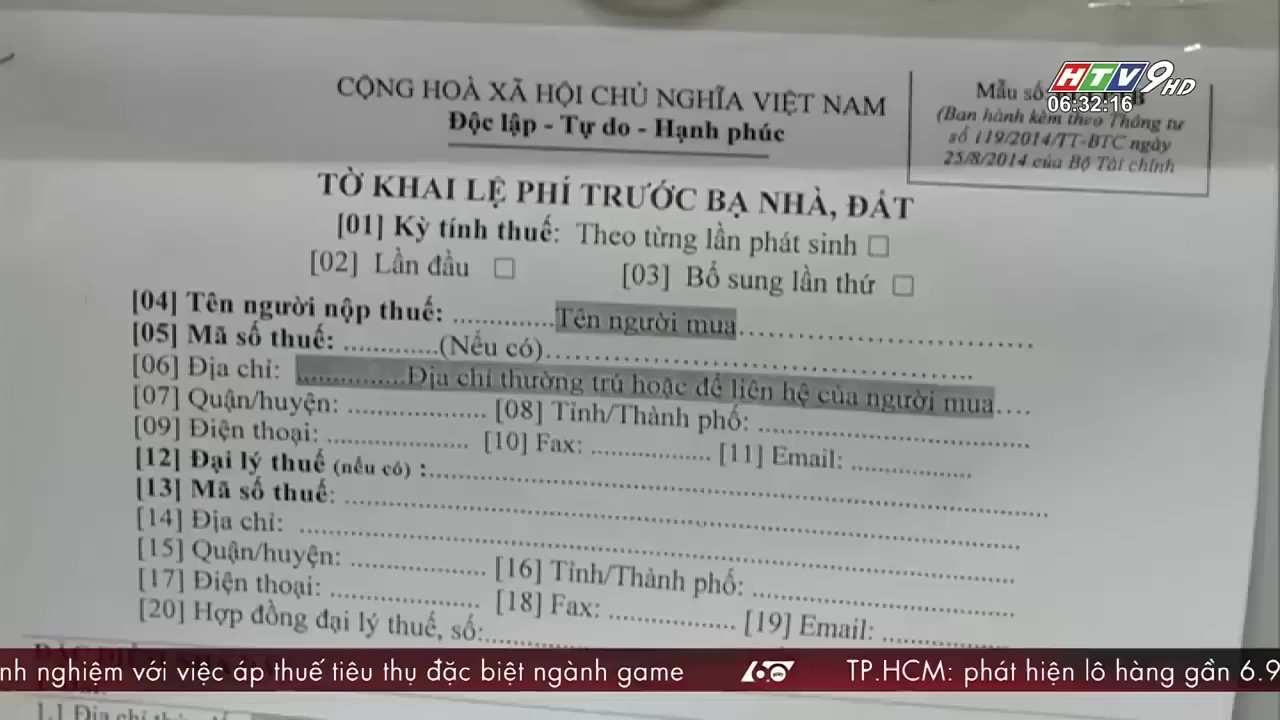 HTV9 HD
06:32:16
CỘNG HOÀ XÃ HỘI CHỦ NGHĨA VIỆT NAM
Độc lập - Tự do - Hạnh phúc
Mẫu số
(Ban hành kèm theo Thông tư
số 119/2014/TT-BTC ngày
25/8/2014 của Bộ Tài chính
TỜ KHAI LỆ PHÍ TRƯỚC BẠ NHÀ, ĐẤT
[01] Kỳ tính thuế: Theo từng lần phát sinh ☐
[02] Lần đầu ☐ [03] Bổ sung lần thứ ☐
[04] Tên người nộp thuế: ..............Tên người mua........................................
[05] Mã số thuế: .............(Nếu có)..........................................................
[06] Địa chỉ: ...............Địa chỉ thường trú hoặc để liên hệ của người mua....
[07] Quận/huyện: .................... [08] Tỉnh/Thành phố: ........................................
[09] Điện thoại: .................... [10] Fax: ................. [11] Email: .................
[12] Đại lý thuế (nếu có) :..........................................................................
[13] Mã số thuế: ..........................................................................
[14] Địa chỉ: ..........................................................................
[15] Quận/huyện: .................... [16] Tỉnh/Thành phố: ........................................
[17] Điện thoại: .................... [18] Fax: ................. [19] Email: .................
[20] Hợp đồng đại lý thuế, số:..............................
nh nghiệm với việc áp thuế tiêu thụ đặc biệt ngành game
60 giây
TP.HCM: phát hiện lô hàng gần 6.9